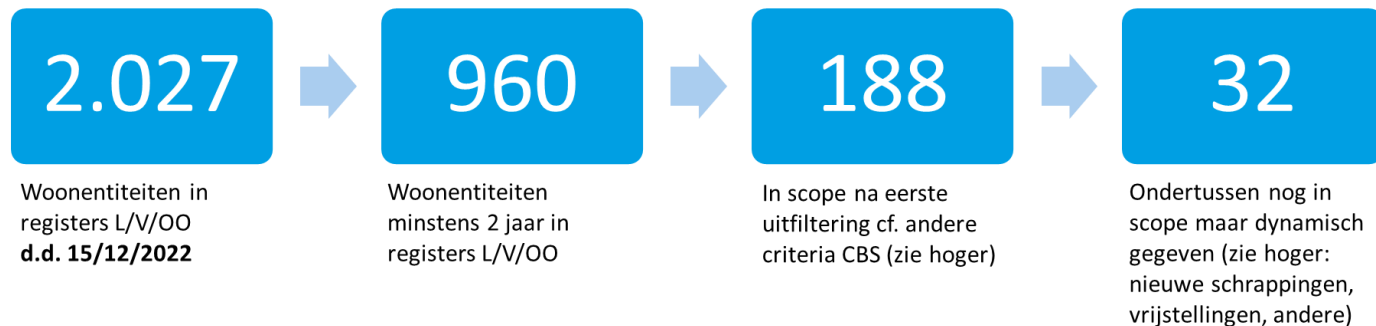 2.027
Woonentiteiten in
registers L/V/OO
d.d. 15/12/2022
960
Woonentiteiten
minstens 2 jaar in
registers L/V/OO
188
In scope na eerste
uitfiltering cf. andere
criteria CBS (zie hoger)
32
Ondertussen nog in
scope maar dynamisch
gegeven (zie hoger:
nieuwe schrappingen,
vrijstellingen, andere)